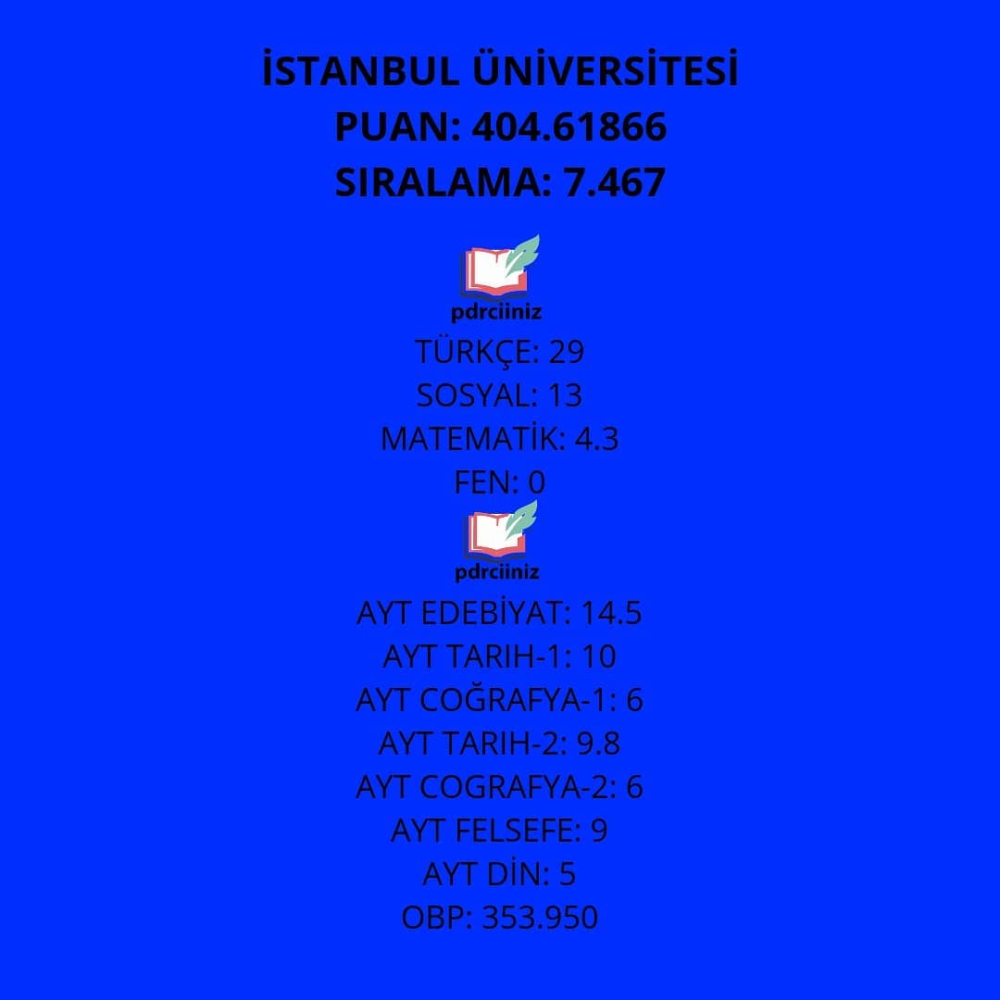 İSTANBUL ÜNİVERSİTESİ
PUAN: 404.61866
SIRALAMA: 7.467
pdrciiniz
TÜRKÇE: 29
SOSYAL: 13
MATEMATİK: 4.3
FEN: 0
pdrciiniz
AYT EDEBİYAT: 14.5
AYT TARIH-1: 10
AYT COĞRAFYA-1: 6
AYT TARIH-2: 9.8
AYT COGRAFYA-2: 6
AYT FELSEFE: 9
AYT DİN: 5
OBP: 353.950